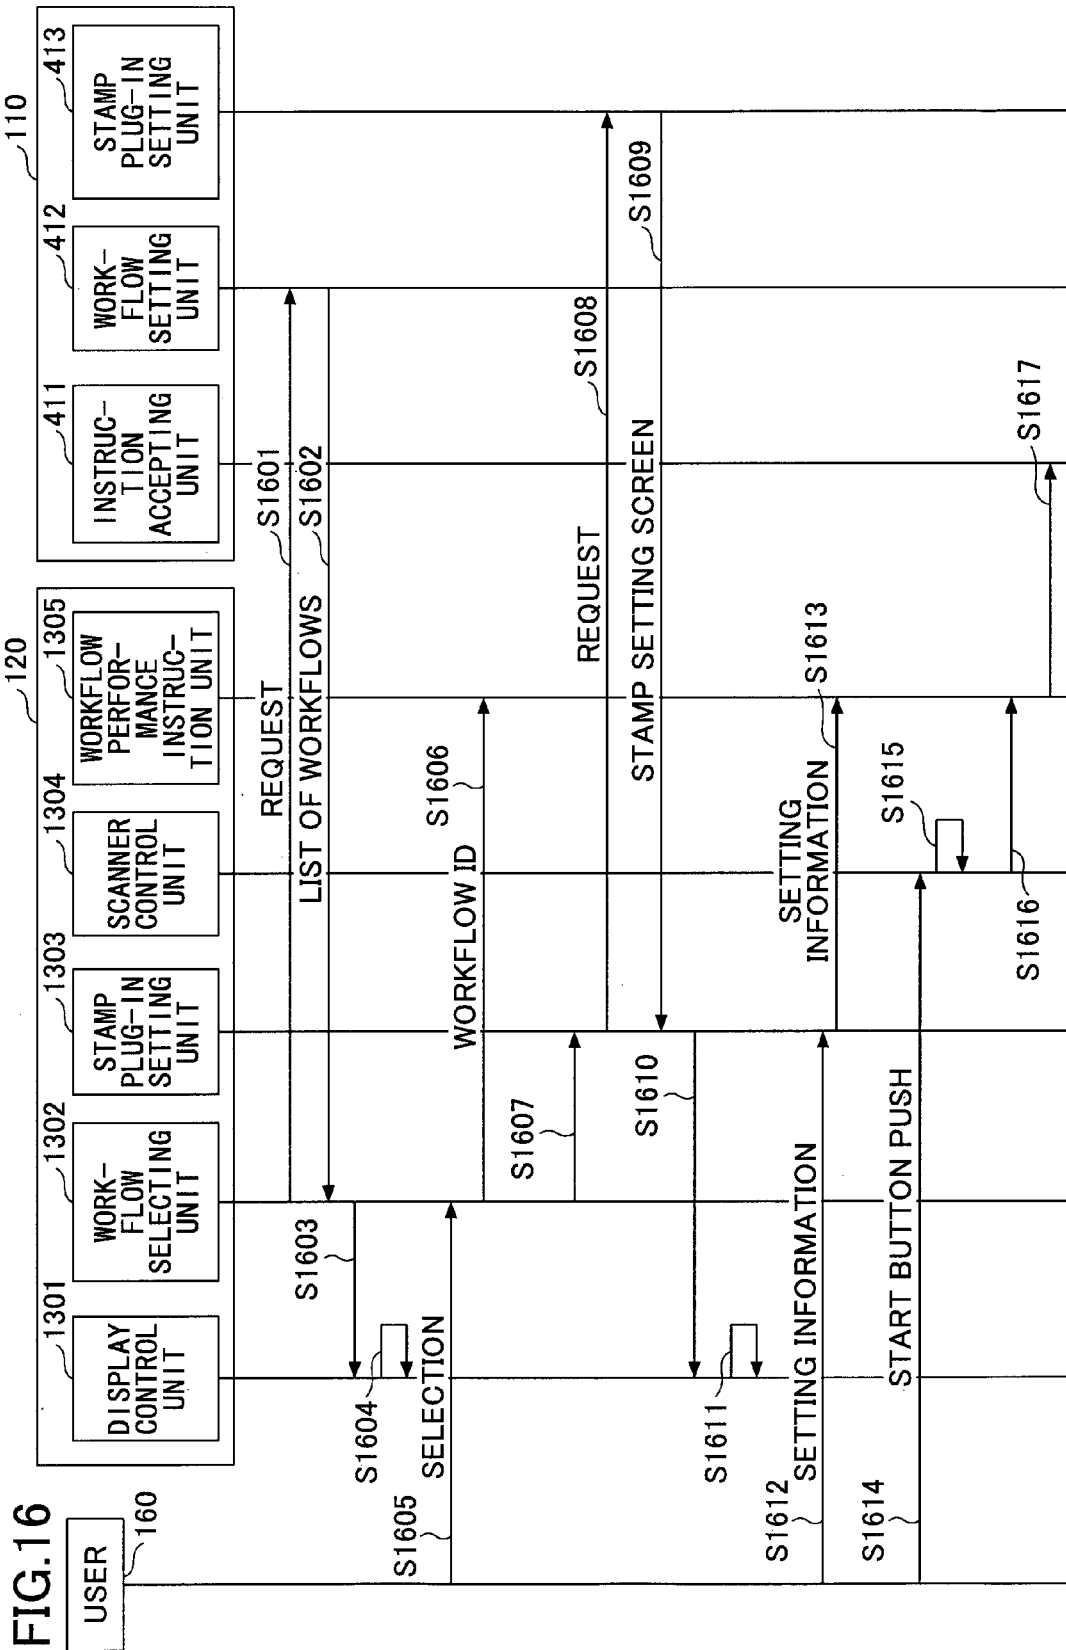 FIG.16
USER
160
120
1301
DISPLAY
CONTROL
UNIT
1302
WORK-
FLOW
SELECTING
UNIT
1303
STAMP
PLUG-IN
SETTING
UNIT
1304
SCANNER
CONTROL
UNIT
1305
WORKFLOW
PERFOR-
MANCE
INSTRUC-
TION UNIT
110
411
INSTRUC-
TION
ACCEPTING
UNIT
412
WORK-
FLOW
SETTING
UNIT
413
STAMP
PLUG-IN
SETTING
UNIT
REQUEST
S1601
LIST OF WORKFLOWS
S1602
S1603
S1604
SELECTION
S1605
WORKFLOW ID
S1606
S1607
REQUEST
S1608
STAMP SETTING SCREEN
S1609
S1610
S1611
SETTING INFORMATION
S1612
SETTING
INFORMATION
S1613
START BUTTON PUSH
S1614
S1615
S1616
S1617